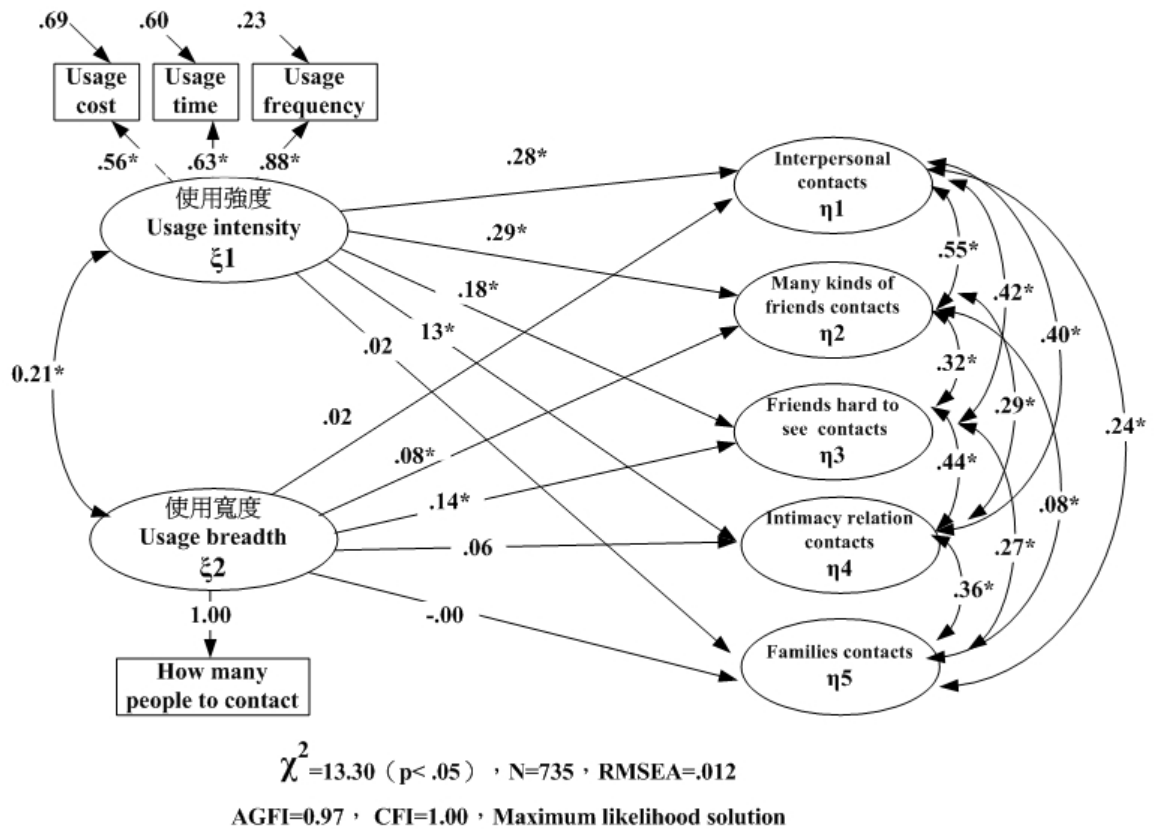 .69
.60
.23
Usage
cost
Usage
time
Usage
frequency
.56*
.63*
.88*
使用強度
Usage intensity
ξ1
0.21*
使用寬度
Usage breadth
ξ2
1.00
How many
people to contact
.28*
.29*
.18*
13*
.02
.02
.08*
.14*
.06
-.00
Interpersonal
contacts
η1
Many kinds of
friends contacts
η2
Friends hard to
see contacts
η3
Intimacy relation
contacts
η4
Families contacts
η5
.55*
.42*
.40*
.32*
.29*
.24*
.44*
.08*
.27*
.36*
χ2=13.30（p< .05），N=735，RMSEA=.012
AGFI=0.97， CFI=1.00，Maximum likelihood solution